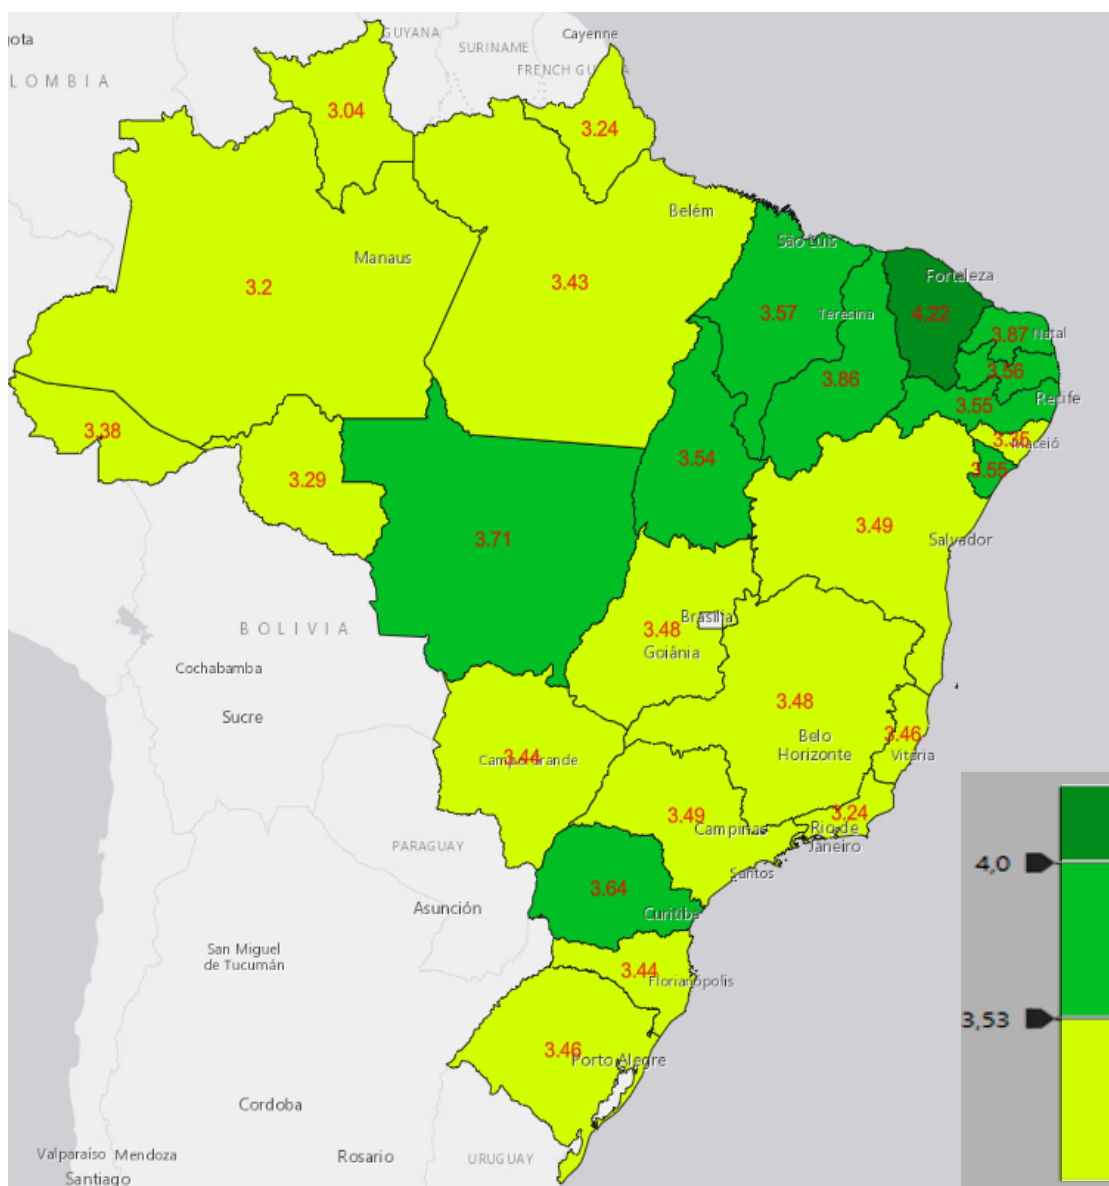 gota
GUYANA
Cayenne
SURINAME
LOMBIA
FRENCH GU A
3.04
3.24
Belém
São Luís
Manaus
Fortaleza
3.2
3.43
3.57
Teresina
4.22
3.87
Natal
3.56
3.86
Recife
3.55
3.38
3.35
Maceió
3.54
3.55
3.29
3.49
3.71
Salvador
Brasília
BOLIVIA
3.48
Goiânia
Cochabamba
3.48
Sucre
3.46
Belo
Horizonte
Vitória
3.44
Campo Grande
3.49
3.24
Campinas
Rio de
Janeiro
PARAGUAY
4,0
Santos
3.64
Asunción
Curitiba
San Miguel
de Tucumán
3.44
Florianópolis
3,53
3.46
Porto Alegre
Cordoba
Valparaíso
Mendoza
Rosario
URUGUAY
Santiago